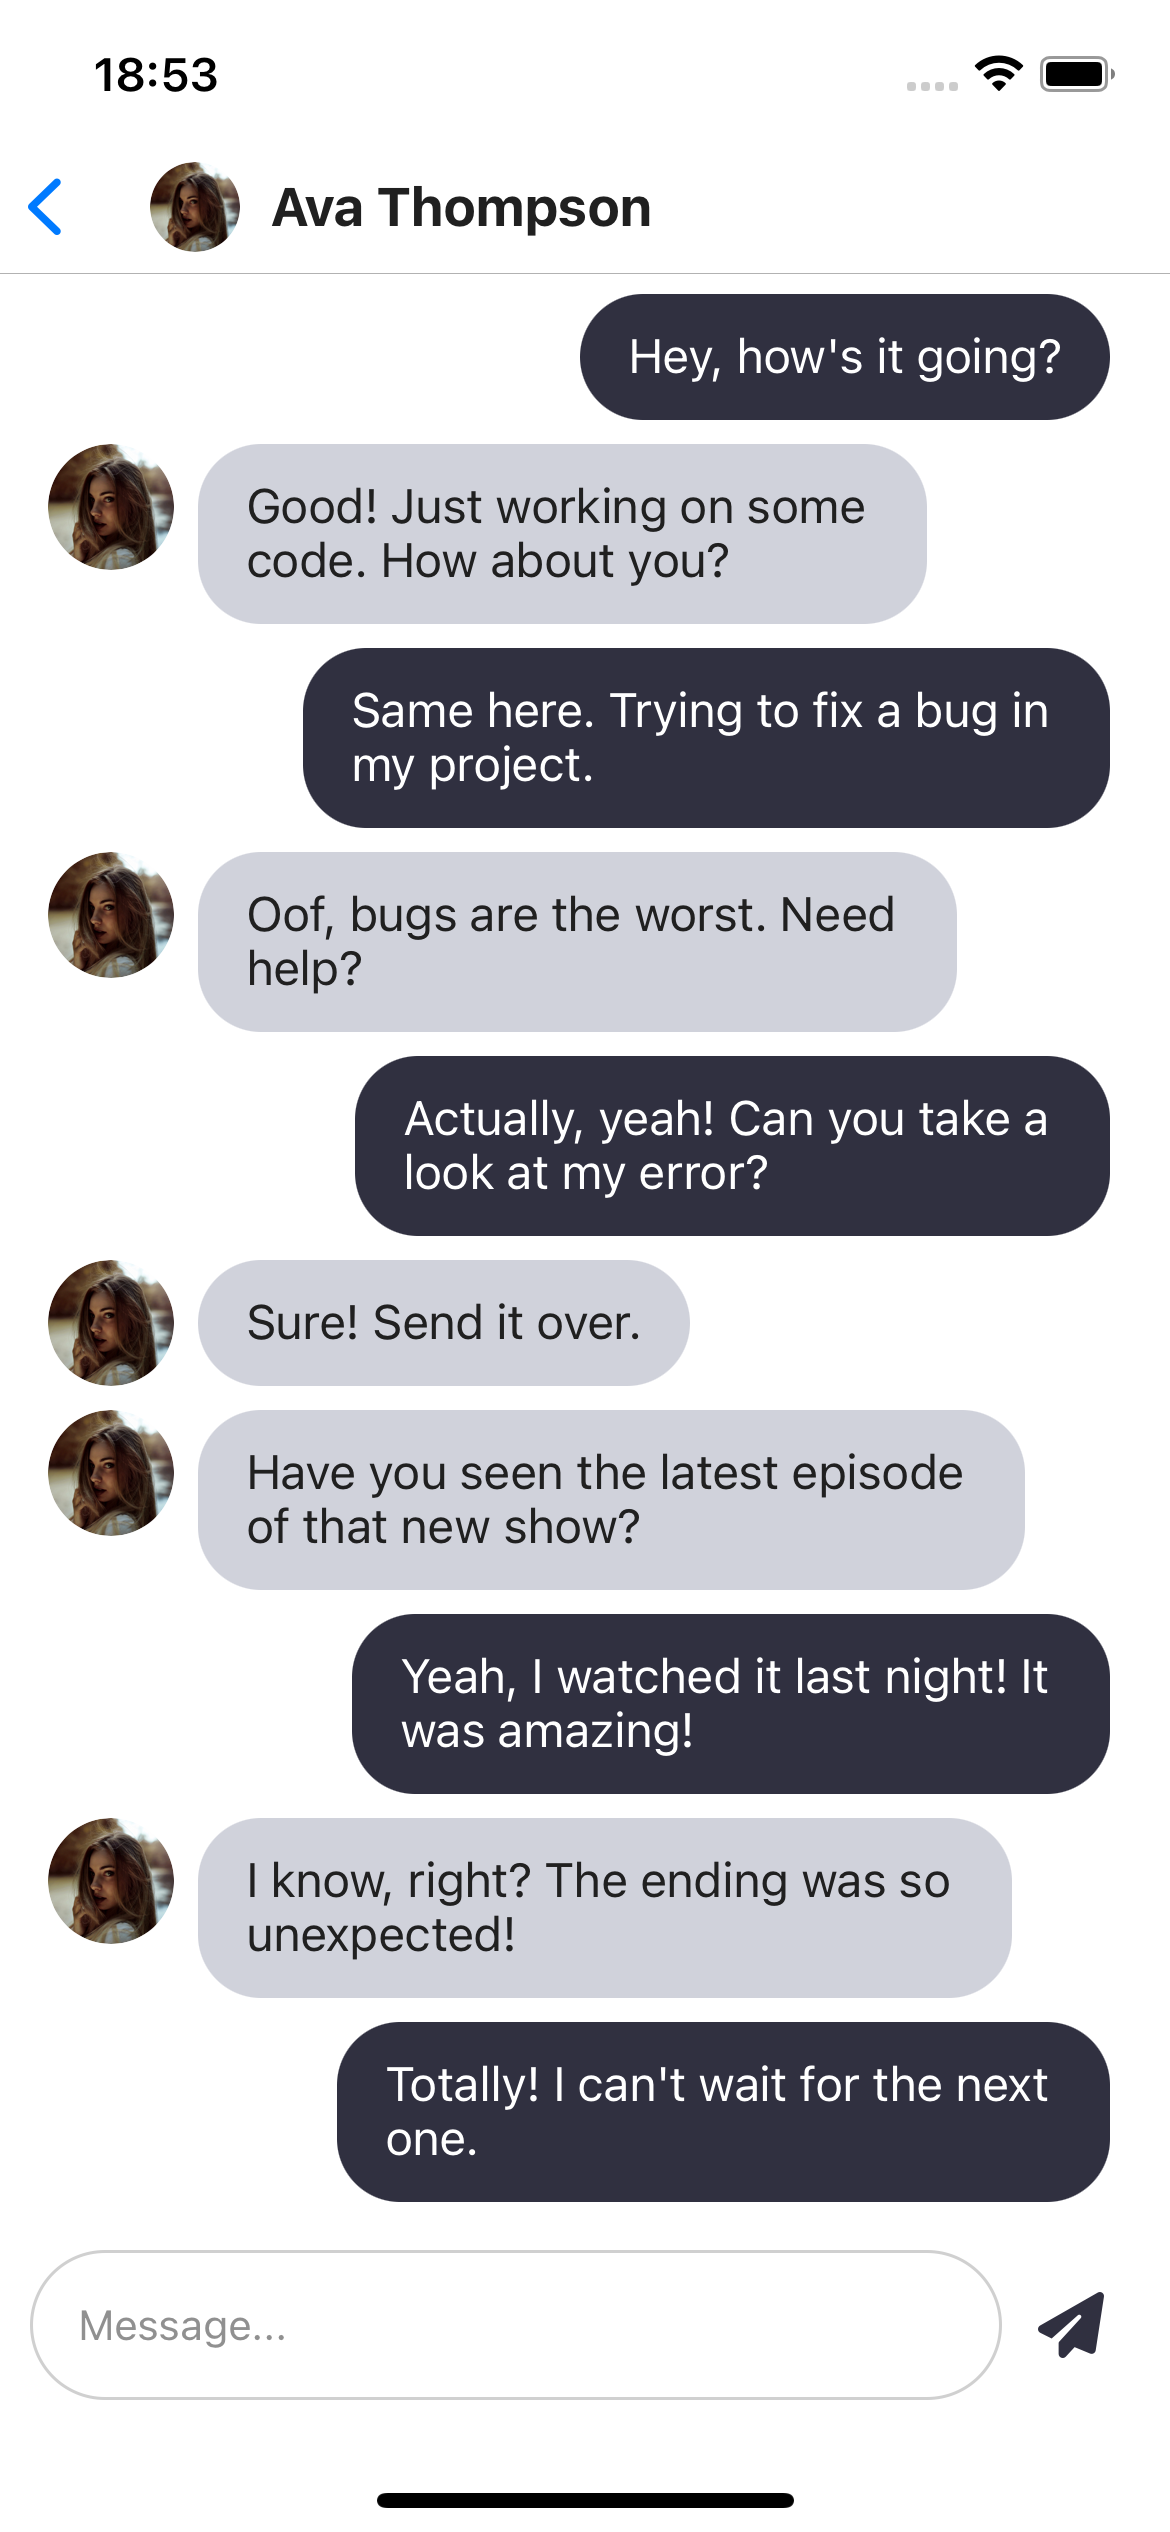 18:53
Ava Thompson
Hey, how's it going?
Good! Just working on some
code. How about you?
Same here. Trying to fix a bug in
my project.
Oof, bugs are the worst. Need
help?
Actually, yeah! Can you take a
look at my error?
Sure! Send it over.
Have you seen the latest episode
of that new show?
Yeah, I watched it last night! It
was amazing!
I know, right? The ending was so
unexpected!
Totally! I can't wait for the next
one.
Message...